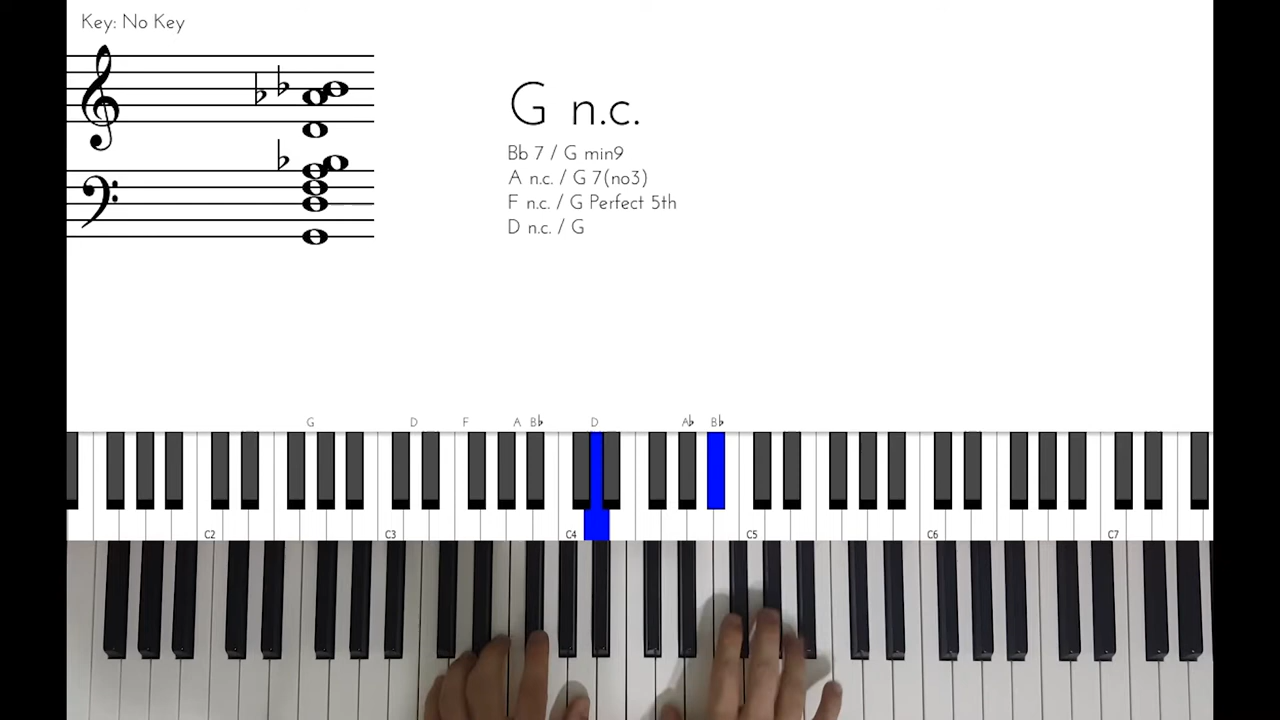 Key: No Key
G n.c.
Bb 7 / G min9
A n.c. / G 7(no3)
F n.c. / G Perfect 5th
D n.c. / G
G D F A B♭ D A♭ B♭
C2 C3 C4 C5 C6 C7